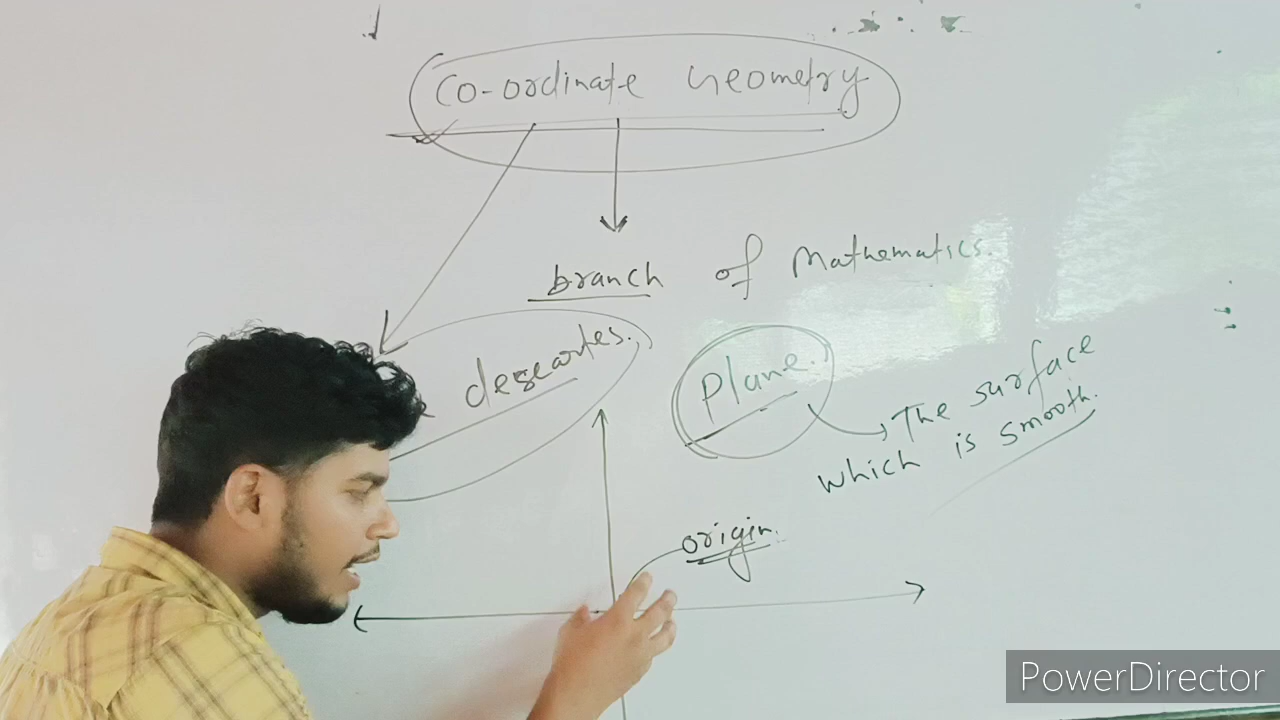 Co-ordinate Geometry
branch of Mathematics.
descartes.
Plane.
The surface
which is smooth.
origin.
PowerDirector